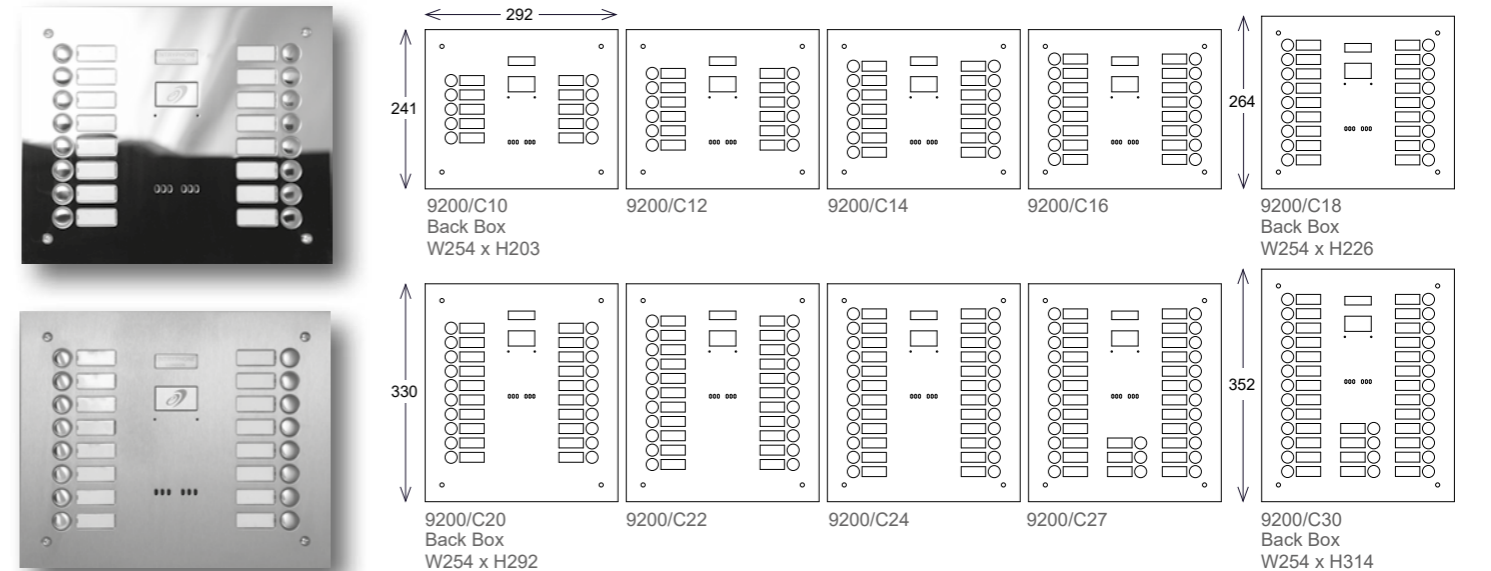 292
241
264
9200/C10
Back Box
W254 x H203
9200/C12
9200/C14
9200/C16
9200/C18
Back Box
W254 x H226
330
352
9200/C20
Back Box
W254 x H292
9200/C22
9200/C24
9200/C27
9200/C30
Back Box
W254 x H314